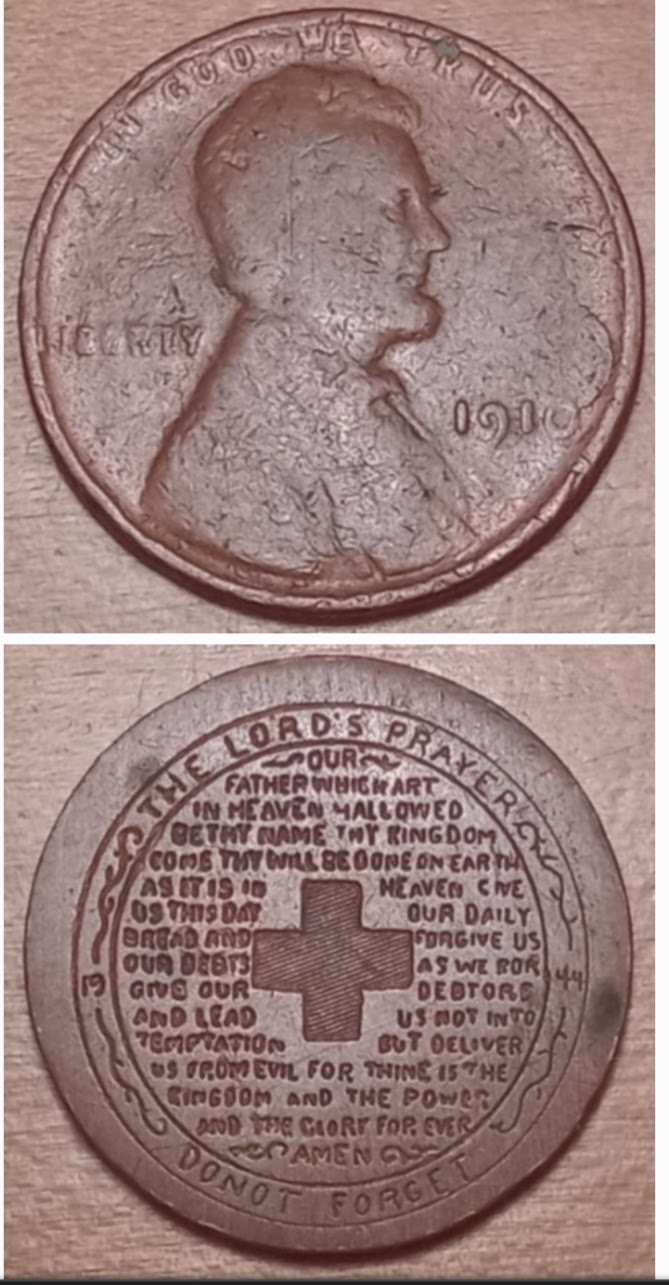 IN GOD WE TRUST
LIBERTY
1910
THE LORD'S PRAYER
OUR
FATHER WHICH ART
IN HEAVEN HALLOWED
BE THY NAME THY KINGDOM
COME THY WILL BE DONE ON EARTH
AS IT IS IN HEAVEN GIVE
US THIS DAY OUR DAILY
BREAD AND FORGIVE US
OUR DEBTS AS WE FOR
19 44
GIVE OUR DEBTORS
AND LEAD US NOT INTO
TEMPTATION BUT DELIVER
US FROM EVIL FOR THINE IS THE
KINGDOM AND THE POWER
AND THE GLORY FOR EVER
AMEN
DO NOT FORGET